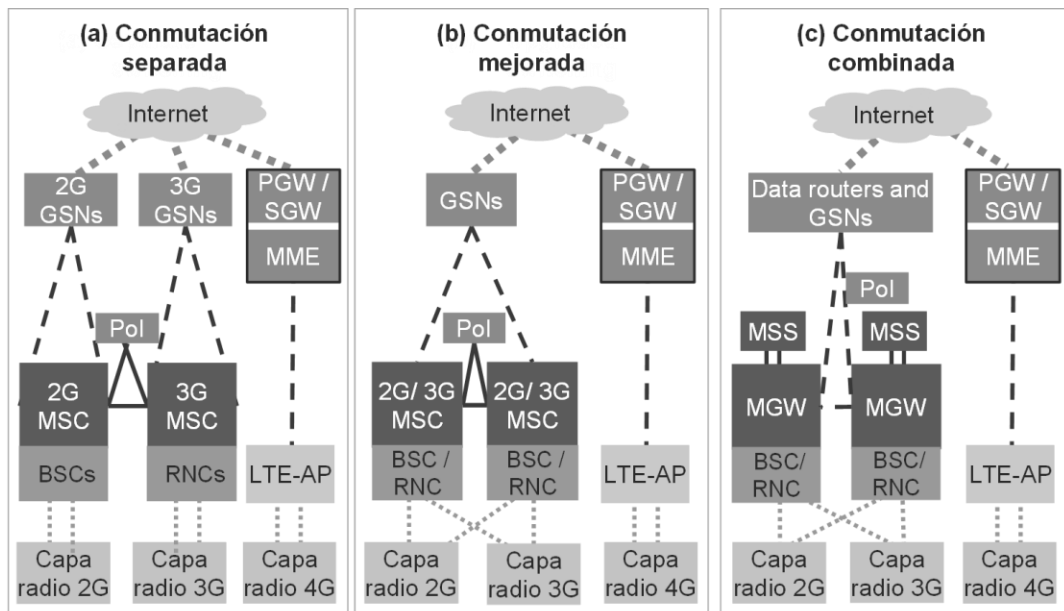 (a) Conmutación
separada
Internet
2G
GSNs
3G
GSNs
PGW /
SGW
MME
PoI
2G
MSC
3G
MSC
BSCs
RNCs
LTE-AP
Capa
radio 2G
Capa
radio 3G
Capa
radio 4G
(b) Conmutación
mejorada
Internet
GSNs
PGW /
SGW
MME
PoI
2G/ 3G
MSC
2G/ 3G
MSC
BSC /
RNC
BSC /
RNC
LTE-AP
Capa
radio 2G
Capa
radio 3G
Capa
radio 4G
(c) Conmutación
combinada
Internet
Data routers and
GSNs
PGW /
SGW
MME
PoI
MSS
MSS
MGW
MGW
BSC/
RNC
BSC/
RNC
LTE-AP
Capa
radio 2G
Capa
radio 3G
Capa
radio 4G